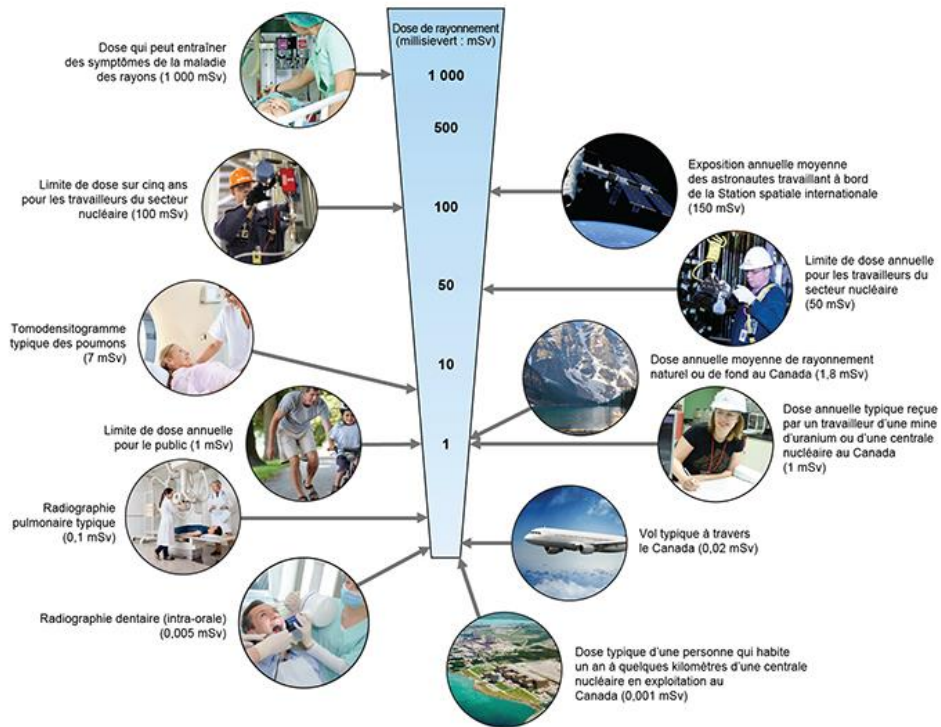 Dose de rayonnement
(millisievert : mSv)
1 000
500
100
50
10
1
Dose qui peut entraîner
des symptômes de la maladie
des rayons (1 000 mSv)
Limite de dose sur cinq ans
pour les travailleurs du secteur
nucléaire (100 mSv)
Tomodensitogramme
typique des poumons
(7 mSv)
Limite de dose annuelle
pour le public (1 mSv)
Radiographie
pulmonaire typique
(0,1 mSv)
Radiographie dentaire (intra-orale)
(0,005 mSv)
Exposition annuelle moyenne
des astronautes travaillant à bord
de la Station spatiale internationale
(150 mSv)
Limite de dose annuelle
pour les travailleurs du
secteur nucléaire
(50 mSv)
Dose annuelle moyenne de rayonnement
naturel ou de fond au Canada (1,8 mSv)
Dose annuelle typique reçue
par un travailleur d'une mine
d'uranium ou d'une centrale
nucléaire au Canada
(1 mSv)
Vol typique à travers
le Canada (0,02 mSv)
Dose typique d'une personne qui habite
un an à quelques kilomètres d'une centrale
nucléaire en exploitation au
Canada (0,001 mSv)